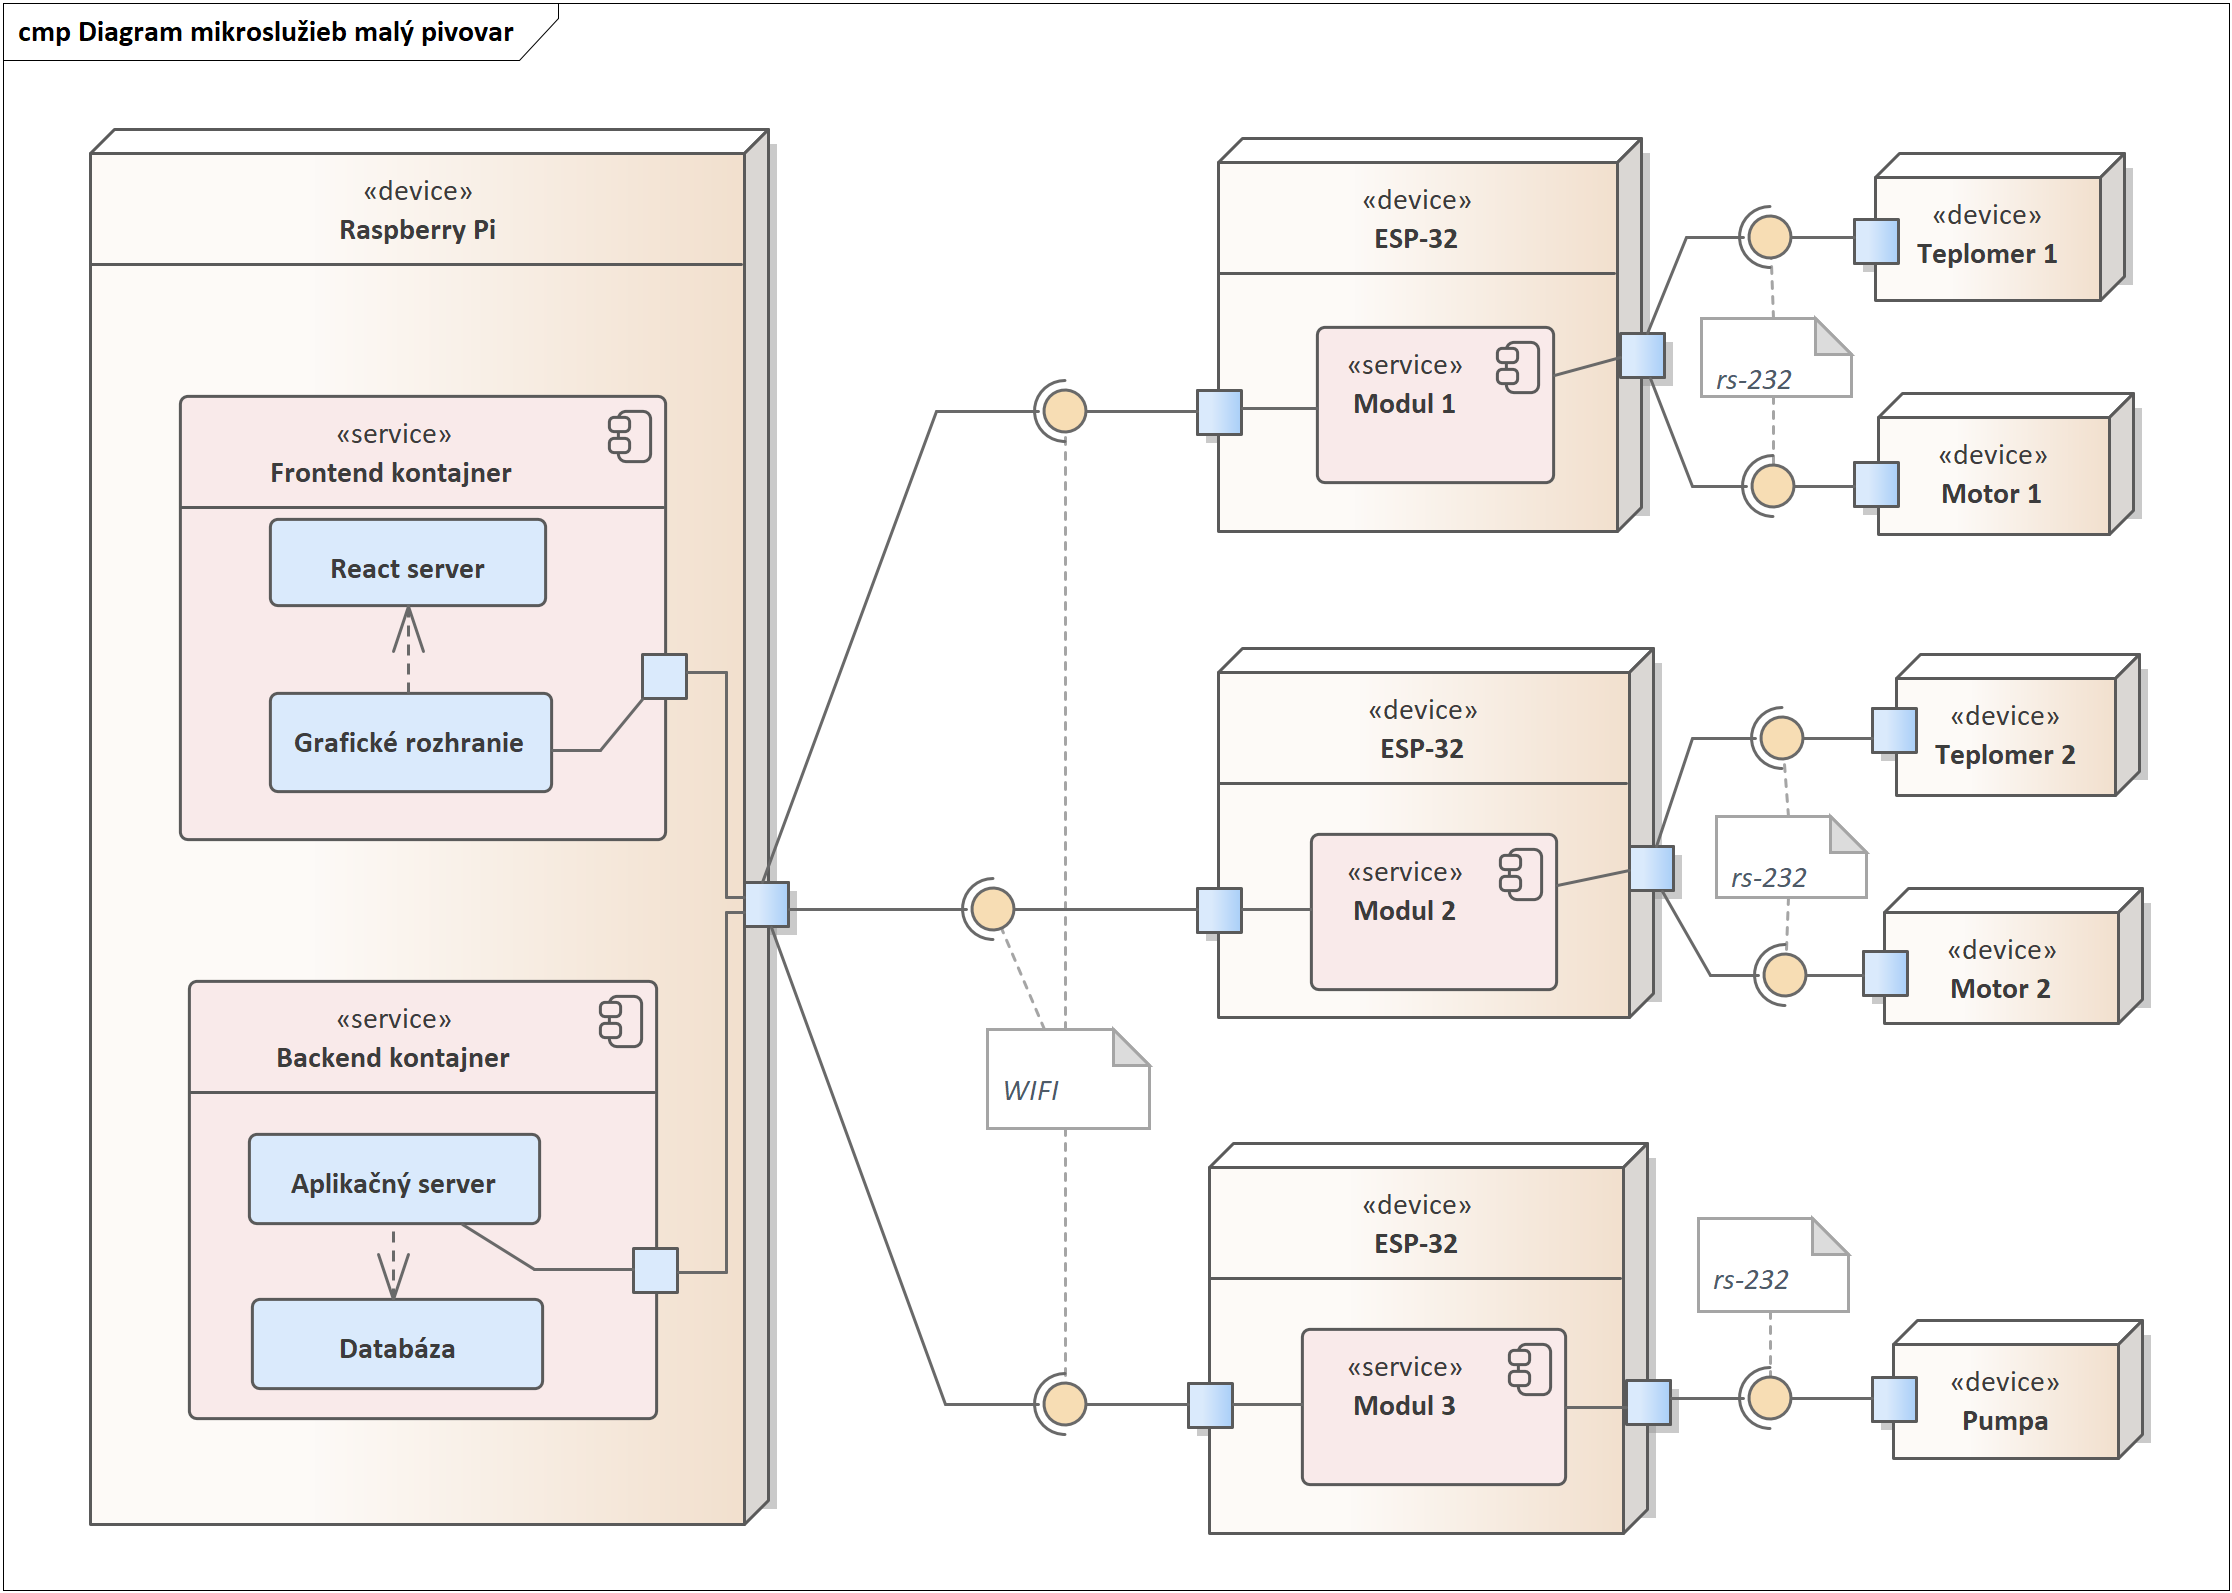 cmp Diagram mikroslužieb malý pivovar
«device»
Raspberry Pi
«service»
Frontend kontajner
React server
Grafické rozhranie
«service»
Backend kontajner
Aplikačný server
Databáza
WIFI
«device»
ESP-32
«service»
Modul 1
«device»
ESP-32
«service»
Modul 2
«device»
ESP-32
«service»
Modul 3
«device»
Teplomer 1
rs-232
«device»
Motor 1
«device»
Teplomer 2
rs-232
«device»
Motor 2
rs-232
«device»
Pumpa